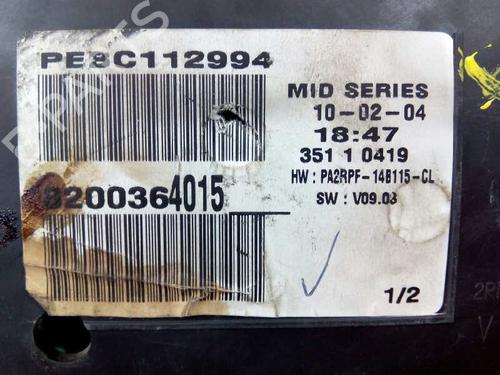 PE3C112994
MID SERIES
10-02-04
18:47
351 1 0419
HW : PA2RPF-14B115-CL
SW : V09.03
8200364015
1/2